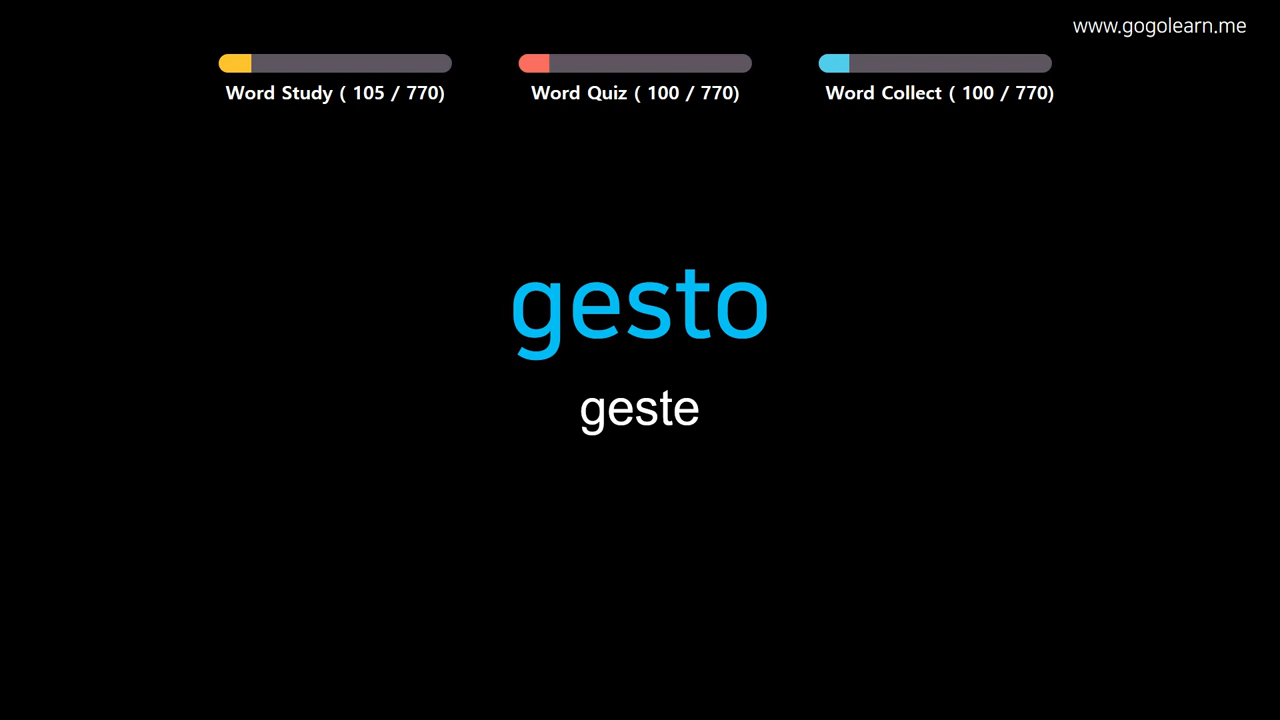 www.gogolearn.me
Word Study ( 105 / 770)
Word Quiz ( 100 / 770)
Word Collect ( 100 / 770)
gesto
geste